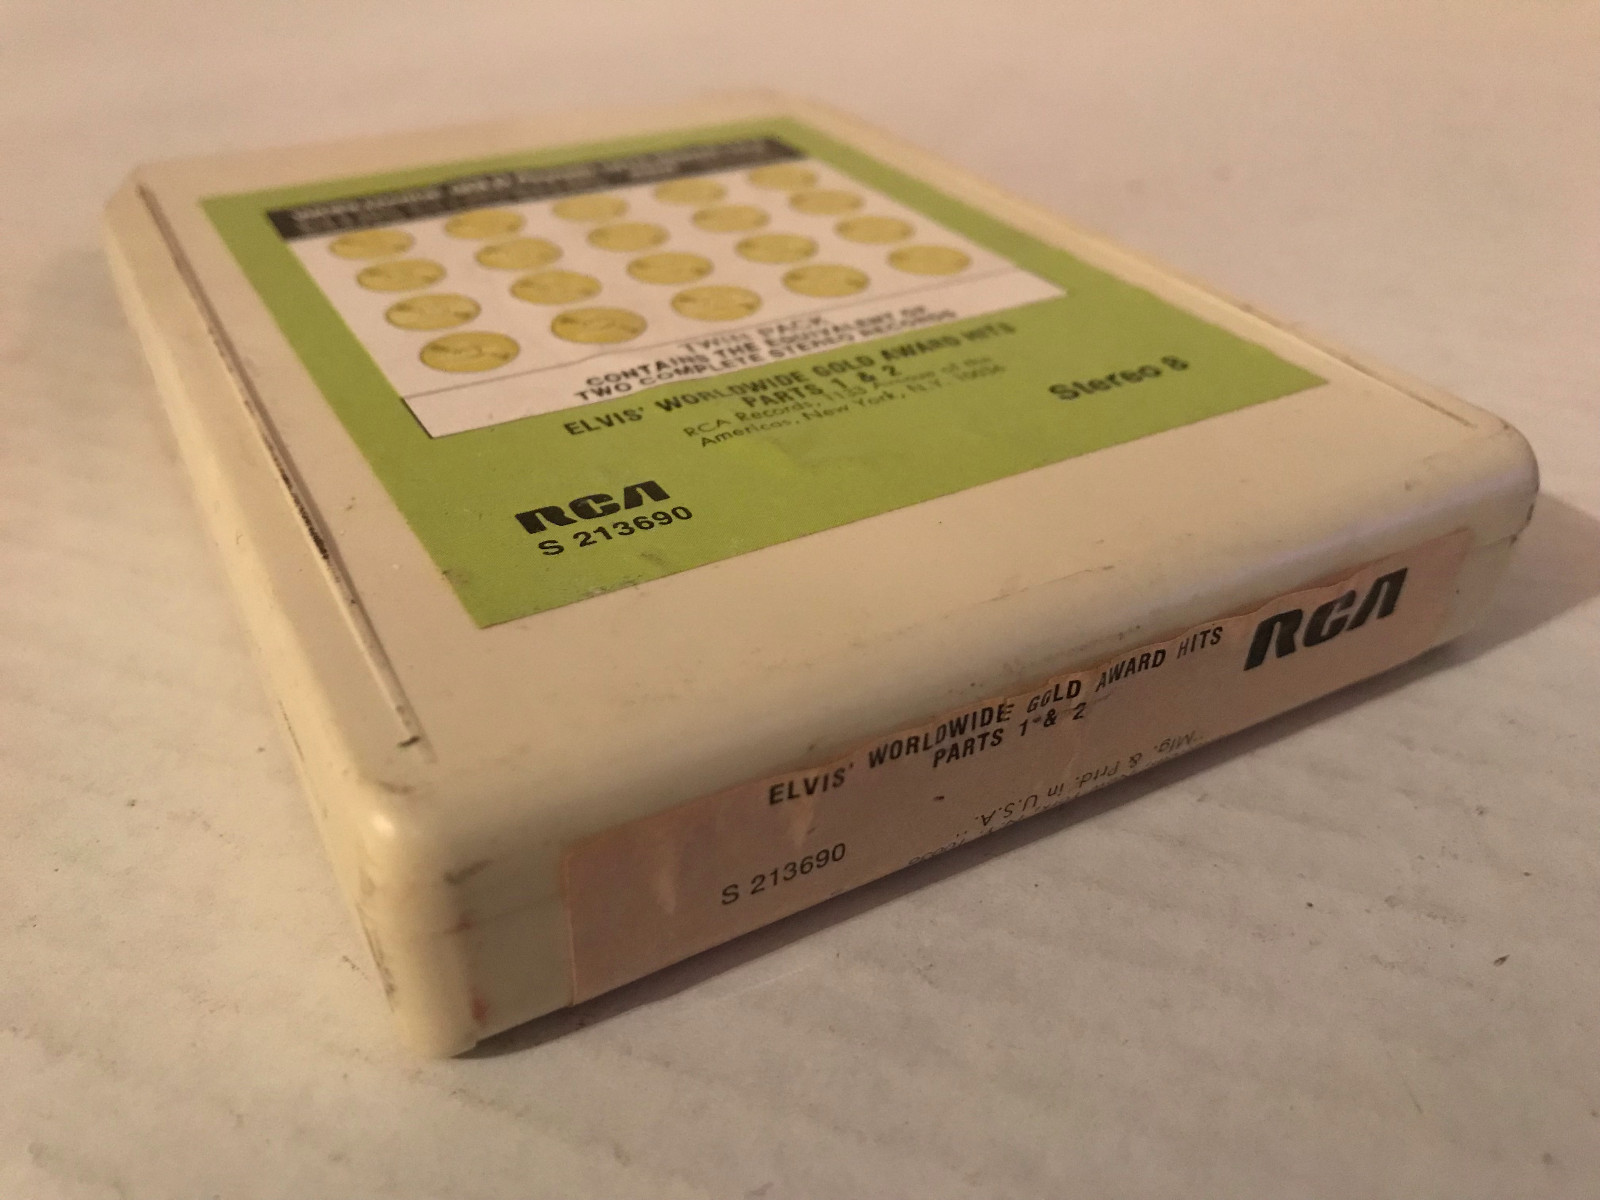 TWIN PACK
CONTAINS THE EQUIVALENT OF
TWO COMPLETE STEREO RECORDS
ELVIS' WORLDWIDE GOLD AWARD HITS
PARTS 1 & 2
RCA Records, 1133 Avenue of the
Americas, New York, N.Y. 10036
Stereo 8
RCA
S 213690
ELVIS' WORLDWIDE GOLD AWARD HITS
PARTS 1 & 2
RCA
S 213690
Mfg. & Prtd. in U.S.A.